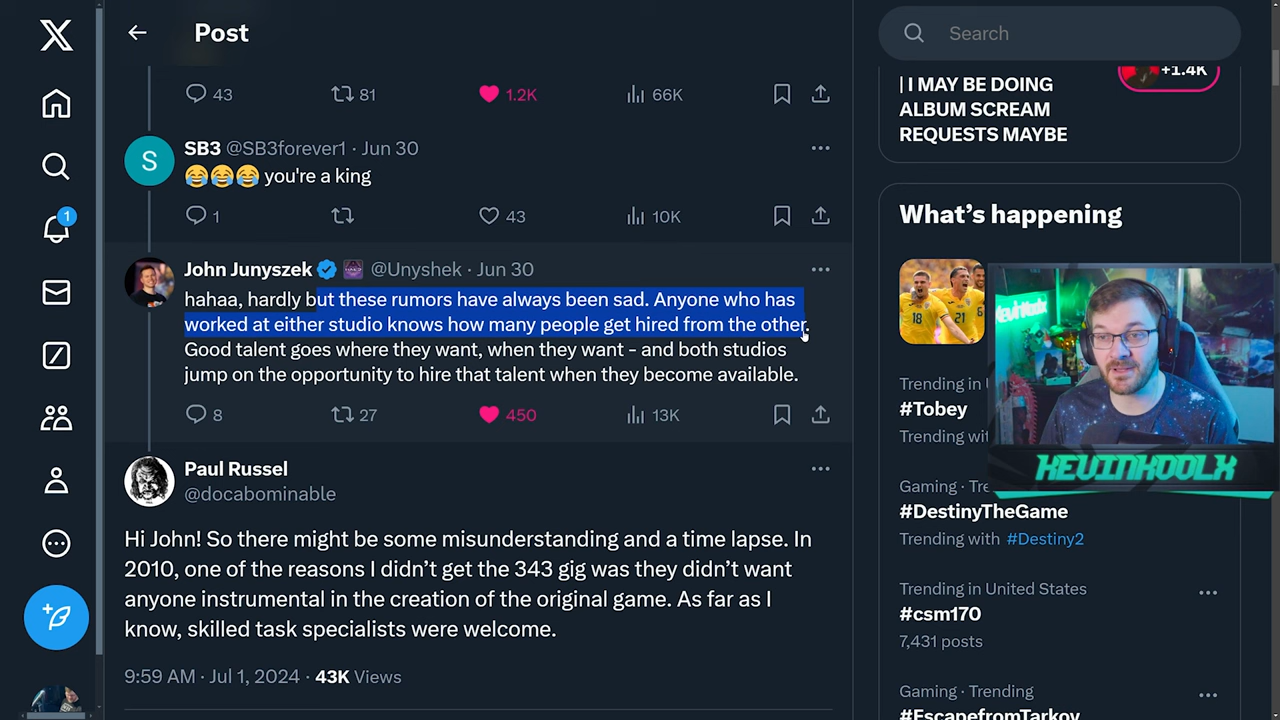 Post
43 81 1.2K 66K
SB3 @SB3forever1 · Jun 30
😂😂😂 you're a king
1 43 10K
John Junyszek @Unyshek · Jun 30
hahaa, hardly but these rumors have always been sad. Anyone who has
worked at either studio knows how many people get hired from the other.
Good talent goes where they want, when they want - and both studios
jump on the opportunity to hire that talent when they become available.
8 27 450 13K
Paul Russel
@docabominable
Hi John! So there might be some misunderstanding and a time lapse. In
2010, one of the reasons I didn't get the 343 gig was they didn't want
anyone instrumental in the creation of the original game. As far as I
know, skilled task specialists were welcome.
9:59 AM · Jul 1, 2024 · 43K Views
1
S
Search
+1.4K
| I MAY BE DOING
ALBUM SCREAM
REQUESTS MAYBE
What's happening
18 21
Trending in
#Tobey
Trending
Gaming ·
#DestinyTheGame
Trending with #Destiny2
Trending in United States
#csm170
7,431 posts
Gaming · Trending
#EscapefromTarkov
KEVINKOOLX